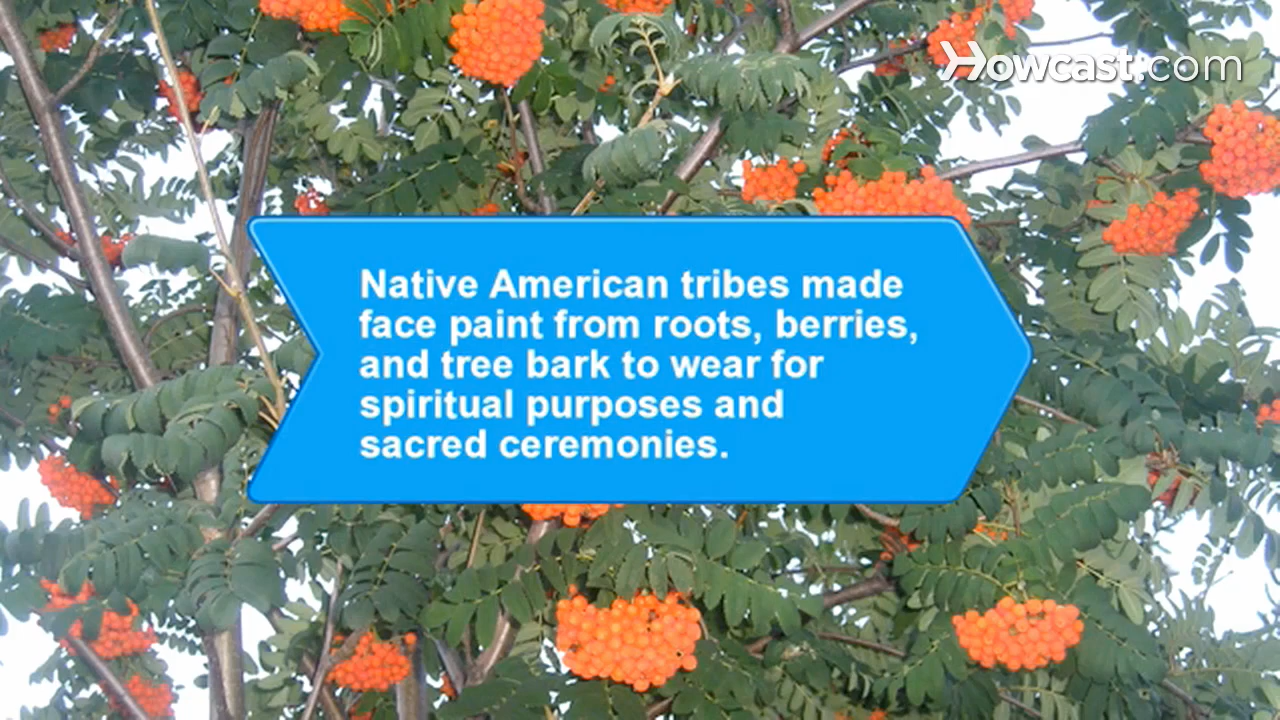 Howcast.com
Native American tribes made
face paint from roots, berries,
and tree bark to wear for
spiritual purposes and
sacred ceremonies.